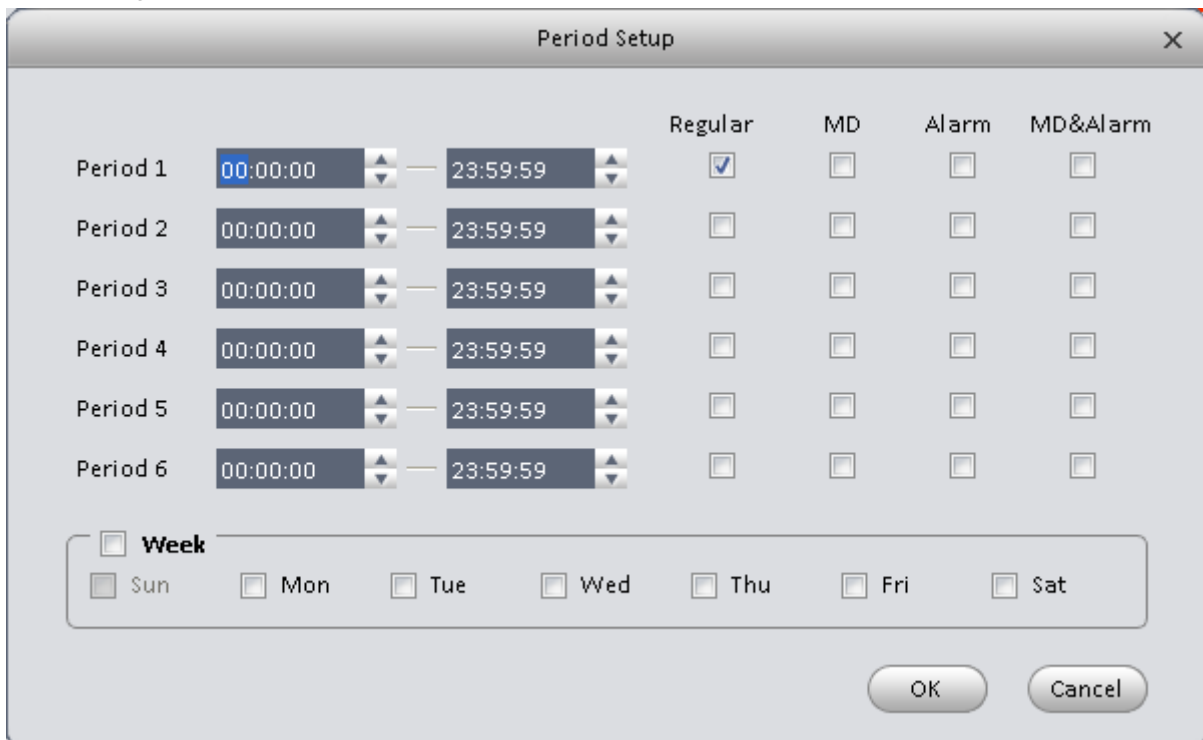 Period Setup
Regular MD Alarm MD&Alarm
Period 1 00:00:00 23:59:59
Period 2 00:00:00 23:59:59
Period 3 00:00:00 23:59:59
Period 4 00:00:00 23:59:59
Period 5 00:00:00 23:59:59
Period 6 00:00:00 23:59:59
Week
Sun Mon Tue Wed Thu Fri Sat
OK Cancel